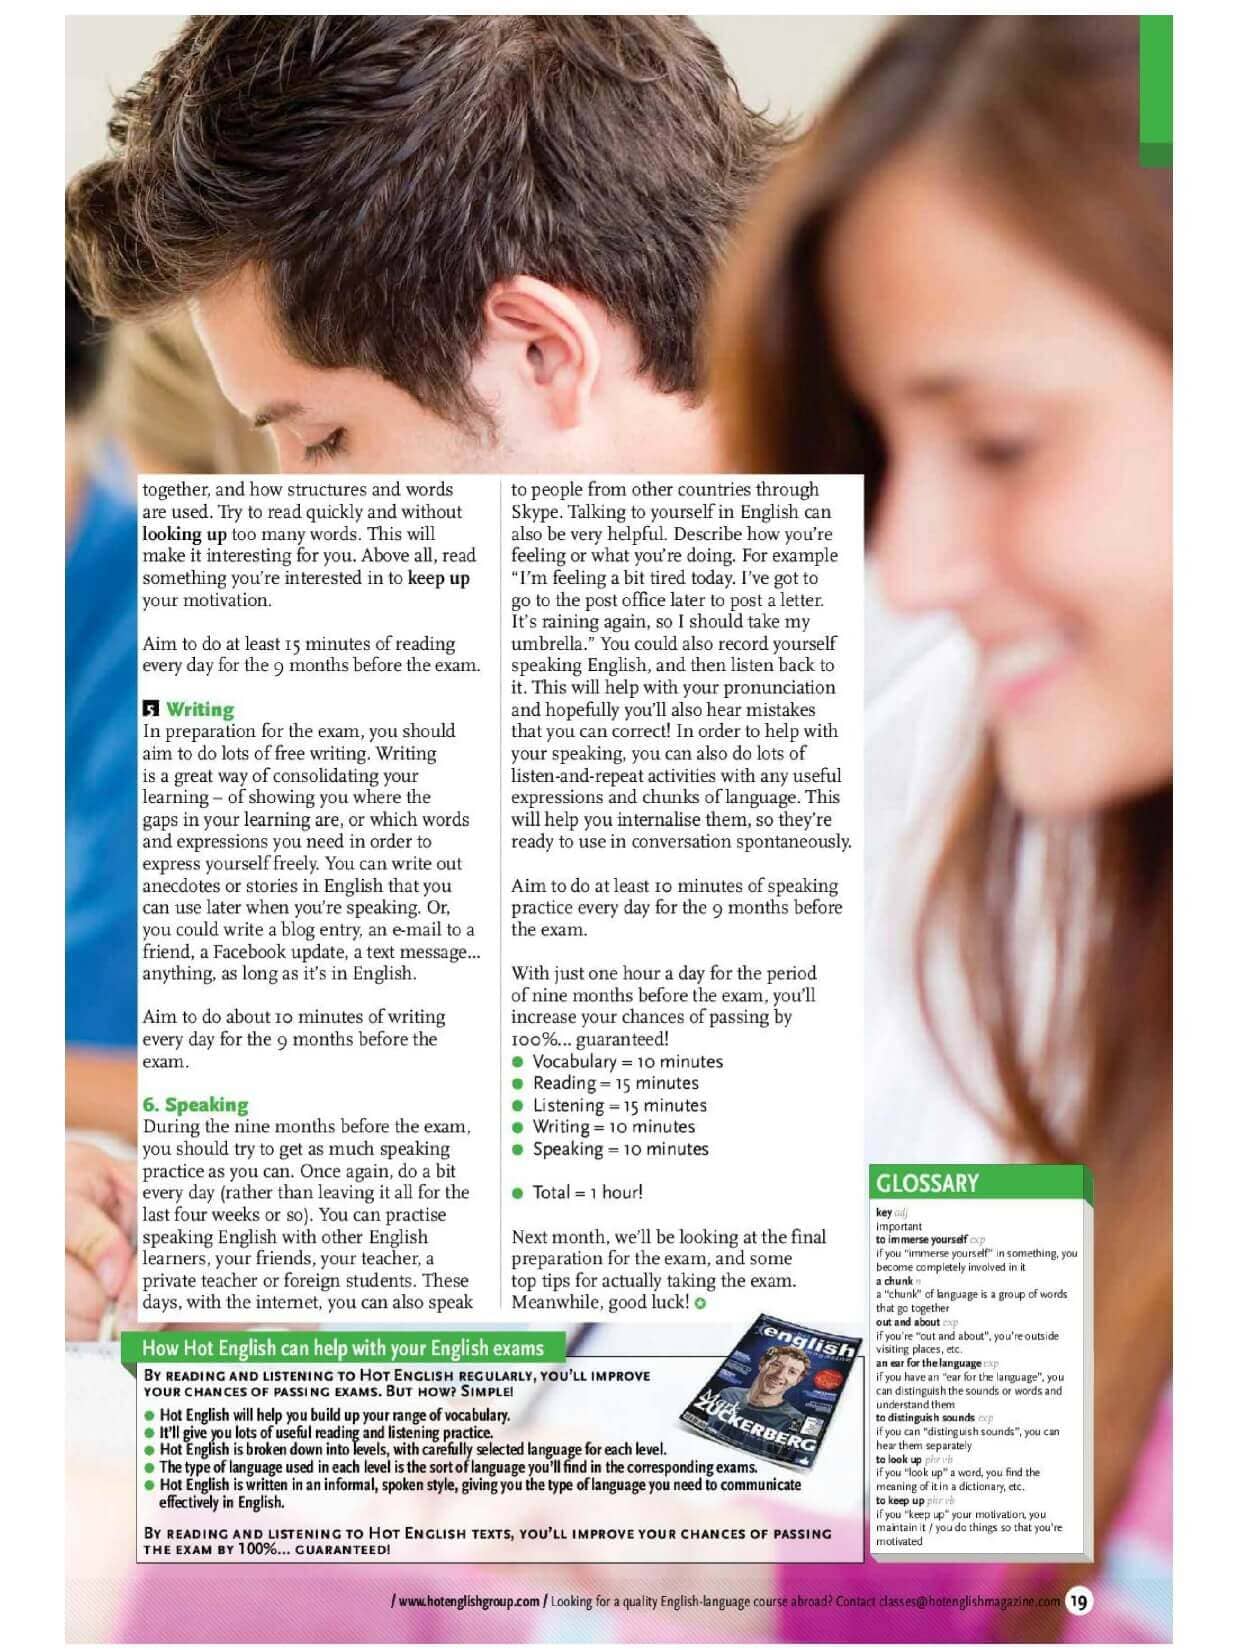 together, and how structures and words
are used. Try to read quickly and without
looking up too many words. This will
make it interesting for you. Above all, read
something you're interested in to keep up
your motivation.
Aim to do at least 15 minutes of reading
every day for the 9 months before the exam.
5 Writing
In preparation for the exam, you should
aim to do lots of free writing. Writing
is a great way of consolidating your
learning – of showing you where the
gaps in your learning are, or which words
and expressions you need in order to
express yourself freely. You can write out
anecdotes or stories in English that you
can use later when you're speaking. Or,
you could write a blog entry, an e-mail to a
friend, a Facebook update, a text message...
anything, as long as it's in English.
Aim to do about 10 minutes of writing
every day for the 9 months before the
exam.
6. Speaking
During the nine months before the exam,
you should try to get as much speaking
practice as you can. Once again, do a bit
every day (rather than leaving it all for the
last four weeks or so). You can practise
speaking English with other English
learners, your friends, your teacher, a
private teacher or foreign students. These
days, with the internet, you can also speak
to people from other countries through
Skype. Talking to yourself in English can
also be very helpful. Describe how you're
feeling or what you're doing. For example
"I'm feeling a bit tired today. I've got to
go to the post office later to post a letter.
It's raining again, so I should take my
umbrella." You could also record yourself
speaking English, and then listen back to
it. This will help with your pronunciation
and hopefully you'll also hear mistakes
that you can correct! In order to help with
your speaking, you can also do lots of
listen-and-repeat activities with any useful
expressions and chunks of language. This
will help you internalise them, so they're
ready to use in conversation spontaneously.
Aim to do at least 10 minutes of speaking
practice every day for the 9 months before
the exam.
With just one hour a day for the period
of nine months before the exam, you'll
increase your chances of passing by
100%... guaranteed!
● Vocabulary = 10 minutes
● Reading = 15 minutes
● Listening = 15 minutes
● Writing = 10 minutes
● Speaking = 10 minutes
● Total = 1 hour!
Next month, we'll be looking at the final
preparation for the exam, and some
top tips for actually taking the exam.
Meanwhile, good luck!
How Hot English can help with your English exams
BY READING AND LISTENING TO HOT ENGLISH REGULARLY, YOU'LL IMPROVE
YOUR CHANCES OF PASSING EXAMS. BUT HOW? SIMPLE!
● Hot English will help you build up your range of vocabulary.
● It'll give you lots of useful reading and listening practice.
● Hot English is broken down into levels, with carefully selected language for each level.
● The type of language used in each level is the sort of language you'll find in the corresponding exams.
● Hot English is written in an informal, spoken style, giving you the type of language you need to communicate
effectively in English.
BY READING AND LISTENING TO HOT ENGLISH TEXTS, YOU'LL IMPROVE YOUR CHANCES OF PASSING
THE EXAM BY 100%... GUARANTEED!
english
magazine
Mark
ZUCKERBERG
GLOSSARY
key adj
important
to immerse yourself exp
if you "immerse yourself" in something, you
become completely involved in it
a chunk n
a "chunk" of language is a group of words
that go together
out and about exp
if you're "out and about", you're outside
visiting places, etc.
an ear for the language exp
if you have an "ear for the language", you
can distinguish the sounds or words and
understand them
to distinguish sounds exp
if you can "distinguish sounds", you can
hear them separately
to look up phr vb
if you "look up" a word, you find the
meaning of it in a dictionary, etc.
to keep up phr vb
if you "keep up" your motivation, you
maintain it / you do things so that you're
motivated
/ www.hotenglishgroup.com / Looking for a quality English-language course abroad? Contact classes@hotenglishmagazine.com 19